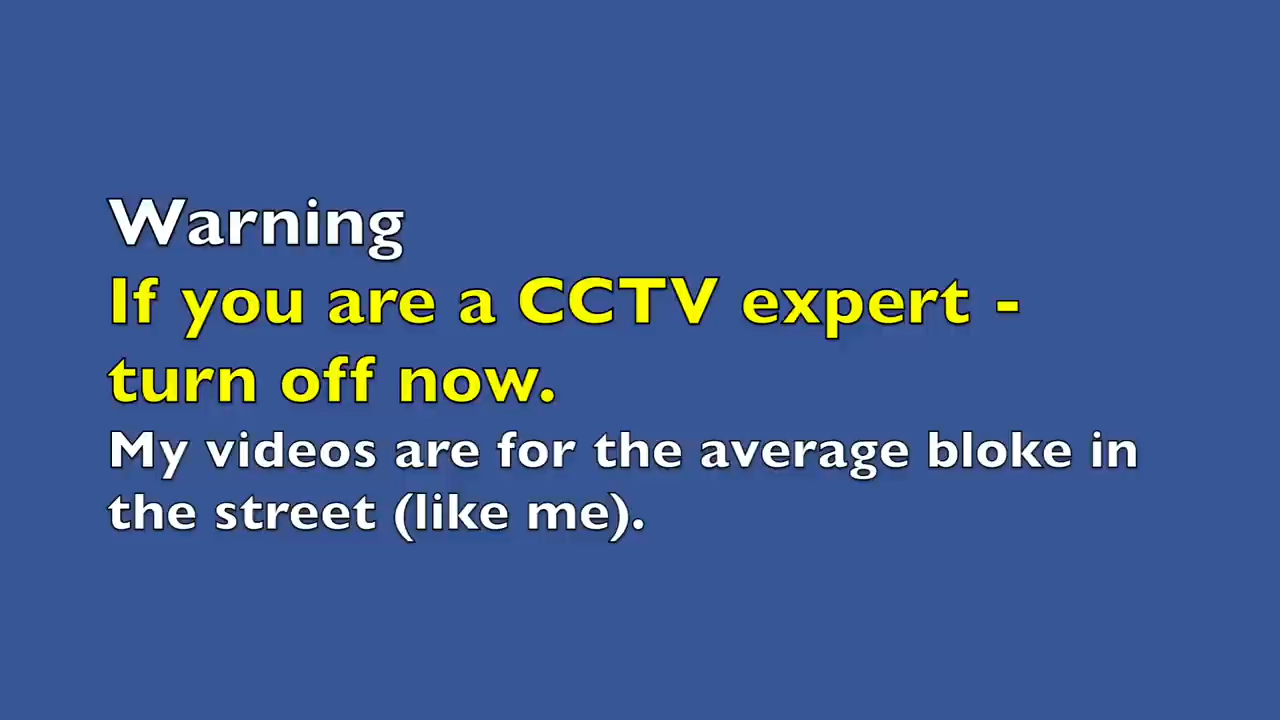 Warning
If you are a CCTV expert -
turn off now.
My videos are for the average bloke in
the street (like me).